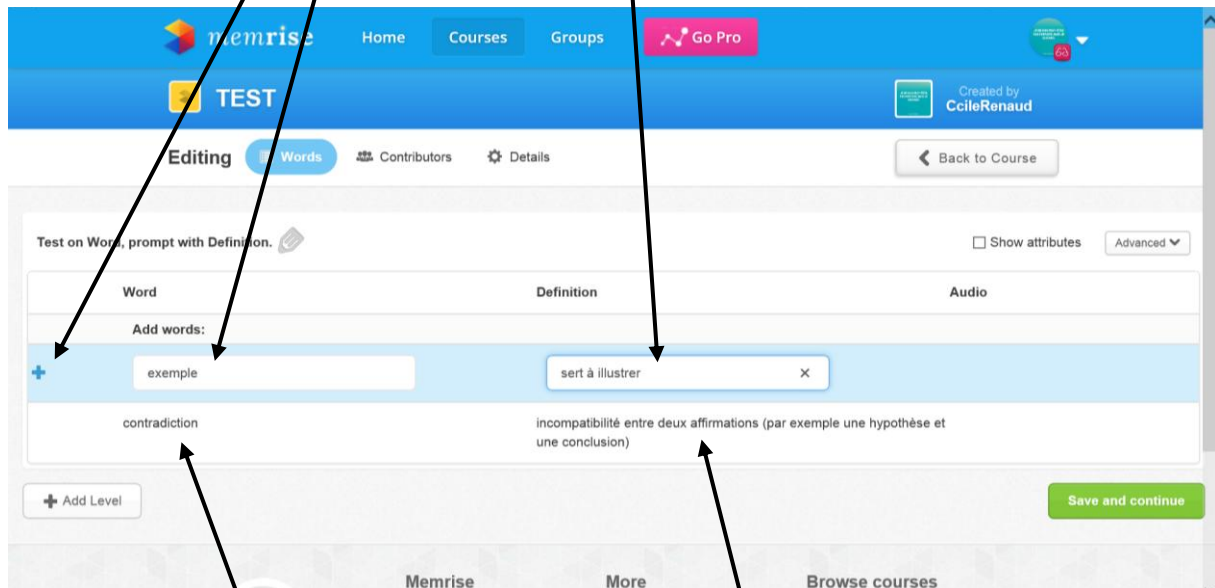 memrise Home Courses Groups Go Pro
TEST
Created by
CcileRenaud
Editing Words Contributors Details Back to Course
Test on Word, prompt with Definition. Show attributes Advanced
Word Definition Audio
Add words:
exemple sert à illustrer
contradiction incompatibilité entre deux affirmations (par exemple une hypothèse et
une conclusion)
Add Level Save and continue
Memrise More Browse courses